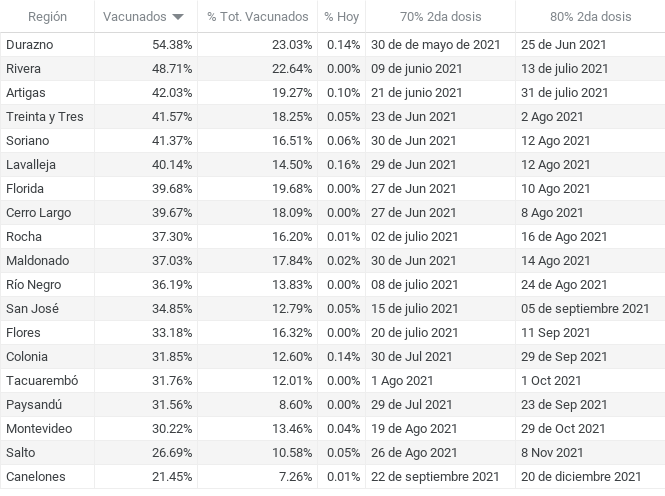 Región Vacunados % Tot. Vacunados % Hoy 70% 2da dosis 80% 2da dosis
Durazno 54.38% 23.03% 0.14% 30 de de mayo de 2021 25 de Jun 2021
Rivera 48.71% 22.64% 0.00% 09 de junio 2021 13 de julio 2021
Artigas 42.03% 19.27% 0.10% 21 de junio 2021 31 de julio 2021
Treinta y Tres 41.57% 18.25% 0.05% 23 de Jun 2021 2 Ago 2021
Soriano 41.37% 16.51% 0.06% 30 de Jun 2021 12 Ago 2021
Lavalleja 40.14% 14.50% 0.16% 29 de Jun 2021 12 Ago 2021
Florida 39.68% 19.68% 0.00% 27 de Jun 2021 10 Ago 2021
Cerro Largo 39.67% 18.09% 0.00% 27 de Jun 2021 8 Ago 2021
Rocha 37.30% 16.20% 0.01% 02 de julio 2021 16 de Ago 2021
Maldonado 37.03% 17.84% 0.02% 30 de Jun 2021 14 Ago 2021
Río Negro 36.19% 13.83% 0.00% 08 de julio 2021 24 de Ago 2021
San José 34.85% 12.79% 0.05% 15 de julio 2021 05 de septiembre 2021
Flores 33.18% 16.32% 0.00% 20 de julio 2021 11 Sep 2021
Colonia 31.85% 12.60% 0.14% 30 de Jul 2021 29 de Sep 2021
Tacuarembó 31.76% 12.01% 0.00% 1 Ago 2021 1 Oct 2021
Paysandú 31.56% 8.60% 0.00% 29 de Jul 2021 23 de Sep 2021
Montevideo 30.22% 13.46% 0.04% 19 de Ago 2021 29 de Oct 2021
Salto 26.69% 10.58% 0.05% 26 de Ago 2021 8 Nov 2021
Canelones 21.45% 7.26% 0.01% 22 de septiembre 2021 20 de diciembre 2021